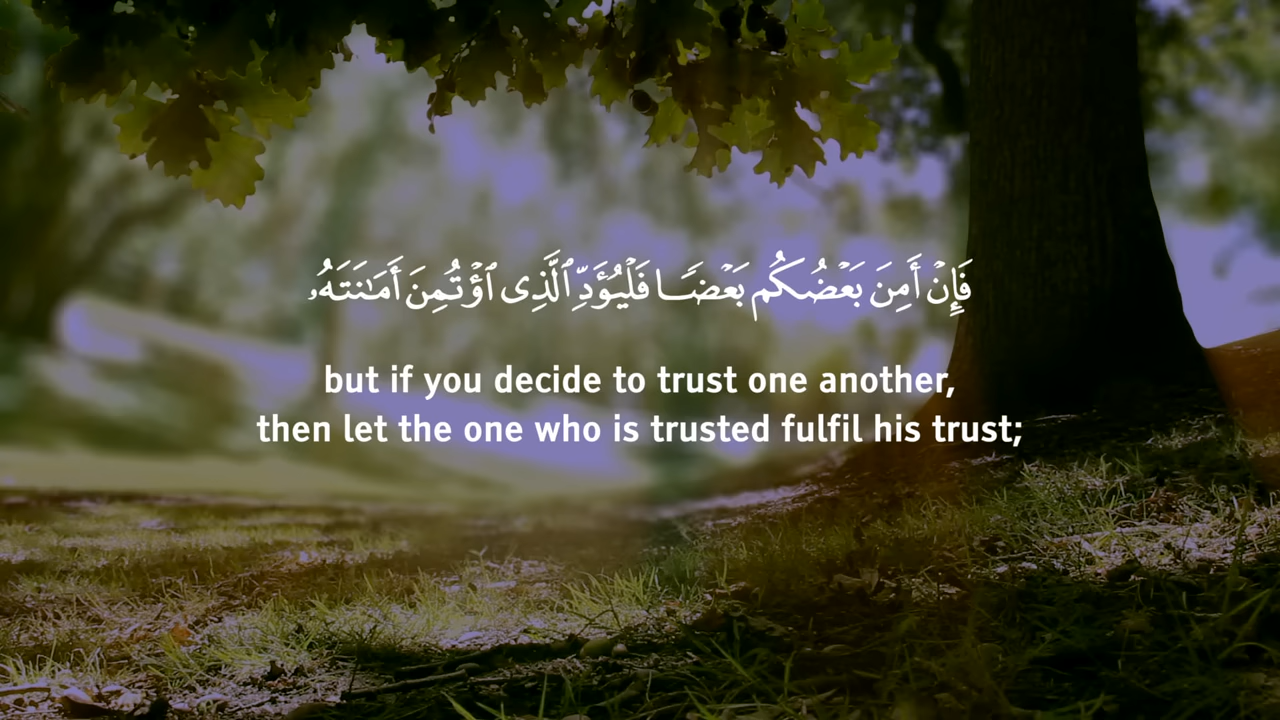 فَإِنْ أَمِنَ بَعْضُكُم بَعْضًا فَلْيُؤَدِّ ٱلَّذِى ٱؤْتُمِنَ أَمَـٰنَتَهُۥ
but if you decide to trust one another,
then let the one who is trusted fulfil his trust;